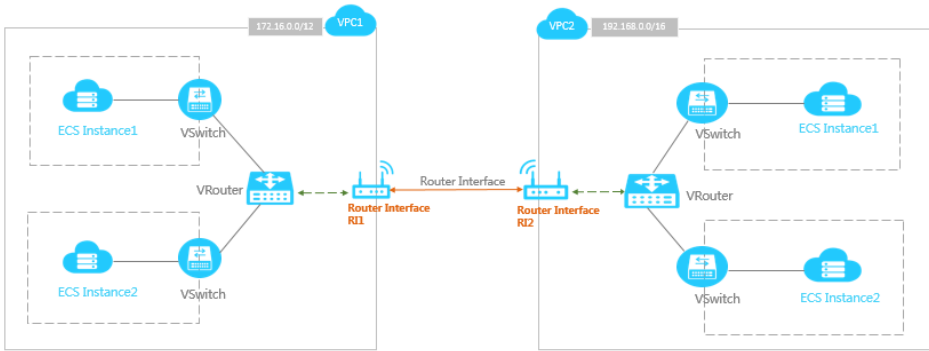 172.16.0.0/12
VPC1
VPC2
192.168.0.0/16
ECS Instance1
VSwitch
VRouter
Router Interface
RI1
ECS Instance2
VSwitch
Router Interface
Router Interface
RI2
VSwitch
ECS Instance1
VRouter
VSwitch
ECS Instance2